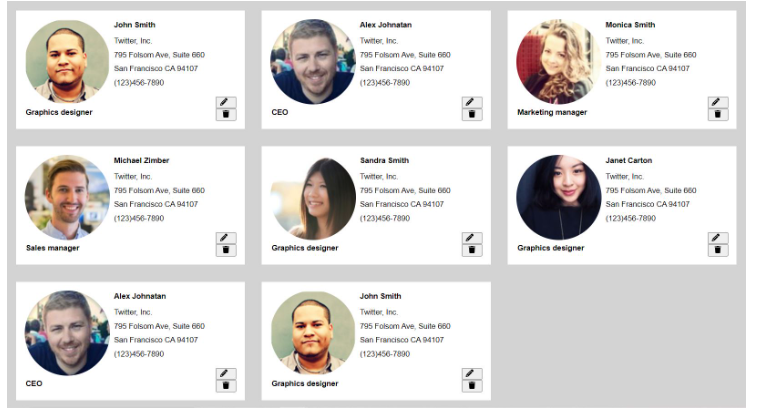 John Smith
Twitter, Inc.
795 Folsom Ave, Suite 660
San Francisco CA 94107
(123)456-7890
Graphics designer
Alex Johnatan
Twitter, Inc.
795 Folsom Ave, Suite 660
San Francisco CA 94107
(123)456-7890
CEO
Monica Smith
Twitter, Inc.
795 Folsom Ave, Suite 660
San Francisco CA 94107
(123)456-7890
Marketing manager
Michael Zimber
Twitter, Inc.
795 Folsom Ave, Suite 660
San Francisco CA 94107
(123)456-7890
Sales manager
Sandra Smith
Twitter, Inc.
795 Folsom Ave, Suite 660
San Francisco CA 94107
(123)456-7890
Graphics designer
Janet Carton
Twitter, Inc.
795 Folsom Ave, Suite 660
San Francisco CA 94107
(123)456-7890
Graphics designer
Alex Johnatan
Twitter, Inc.
795 Folsom Ave, Suite 660
San Francisco CA 94107
(123)456-7890
CEO
John Smith
Twitter, Inc.
795 Folsom Ave, Suite 660
San Francisco CA 94107
(123)456-7890
Graphics designer